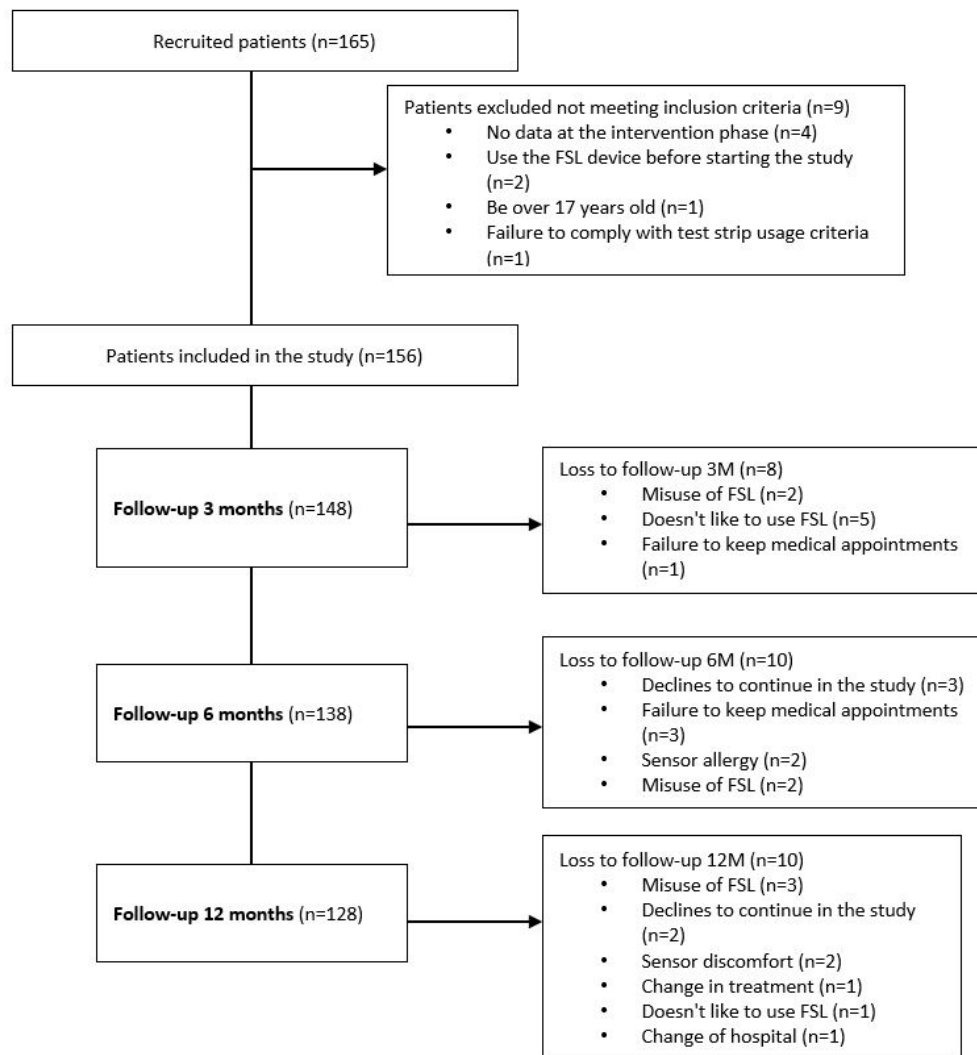 Recruited patients (n=165)
Patients excluded not meeting inclusion criteria (n=9)
• No data at the intervention phase (n=4)
• Use the FSL device before starting the study
(n=2)
• Be over 17 years old (n=1)
• Failure to comply with test strip usage criteria
(n=1)
Patients included in the study (n=156)
Follow-up 3 months (n=148)
Loss to follow-up 3M (n=8)
• Misuse of FSL (n=2)
• Doesn't like to use FSL (n=5)
• Failure to keep medical appointments
(n=1)
Follow-up 6 months (n=138)
Loss to follow-up 6M (n=10)
• Declines to continue in the study (n=3)
• Failure to keep medical appointments
(n=3)
• Sensor allergy (n=2)
• Misuse of FSL (n=2)
Follow-up 12 months (n=128)
Loss to follow-up 12M (n=10)
• Misuse of FSL (n=3)
• Declines to continue in the study
(n=2)
• Sensor discomfort (n=2)
• Change in treatment (n=1)
• Doesn't like to use FSL (n=1)
• Change of hospital (n=1)